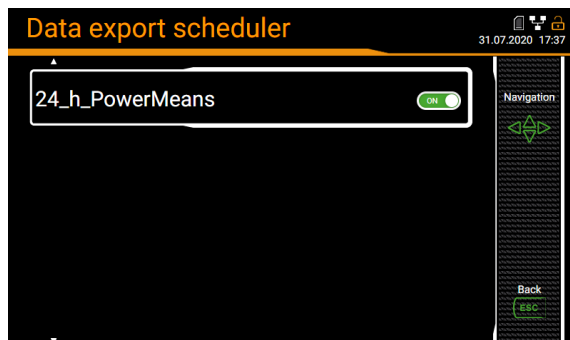 Data export scheduler
31.07.2020 17:37
24_h_PowerMeans
ON
Navigation
Back
ESC